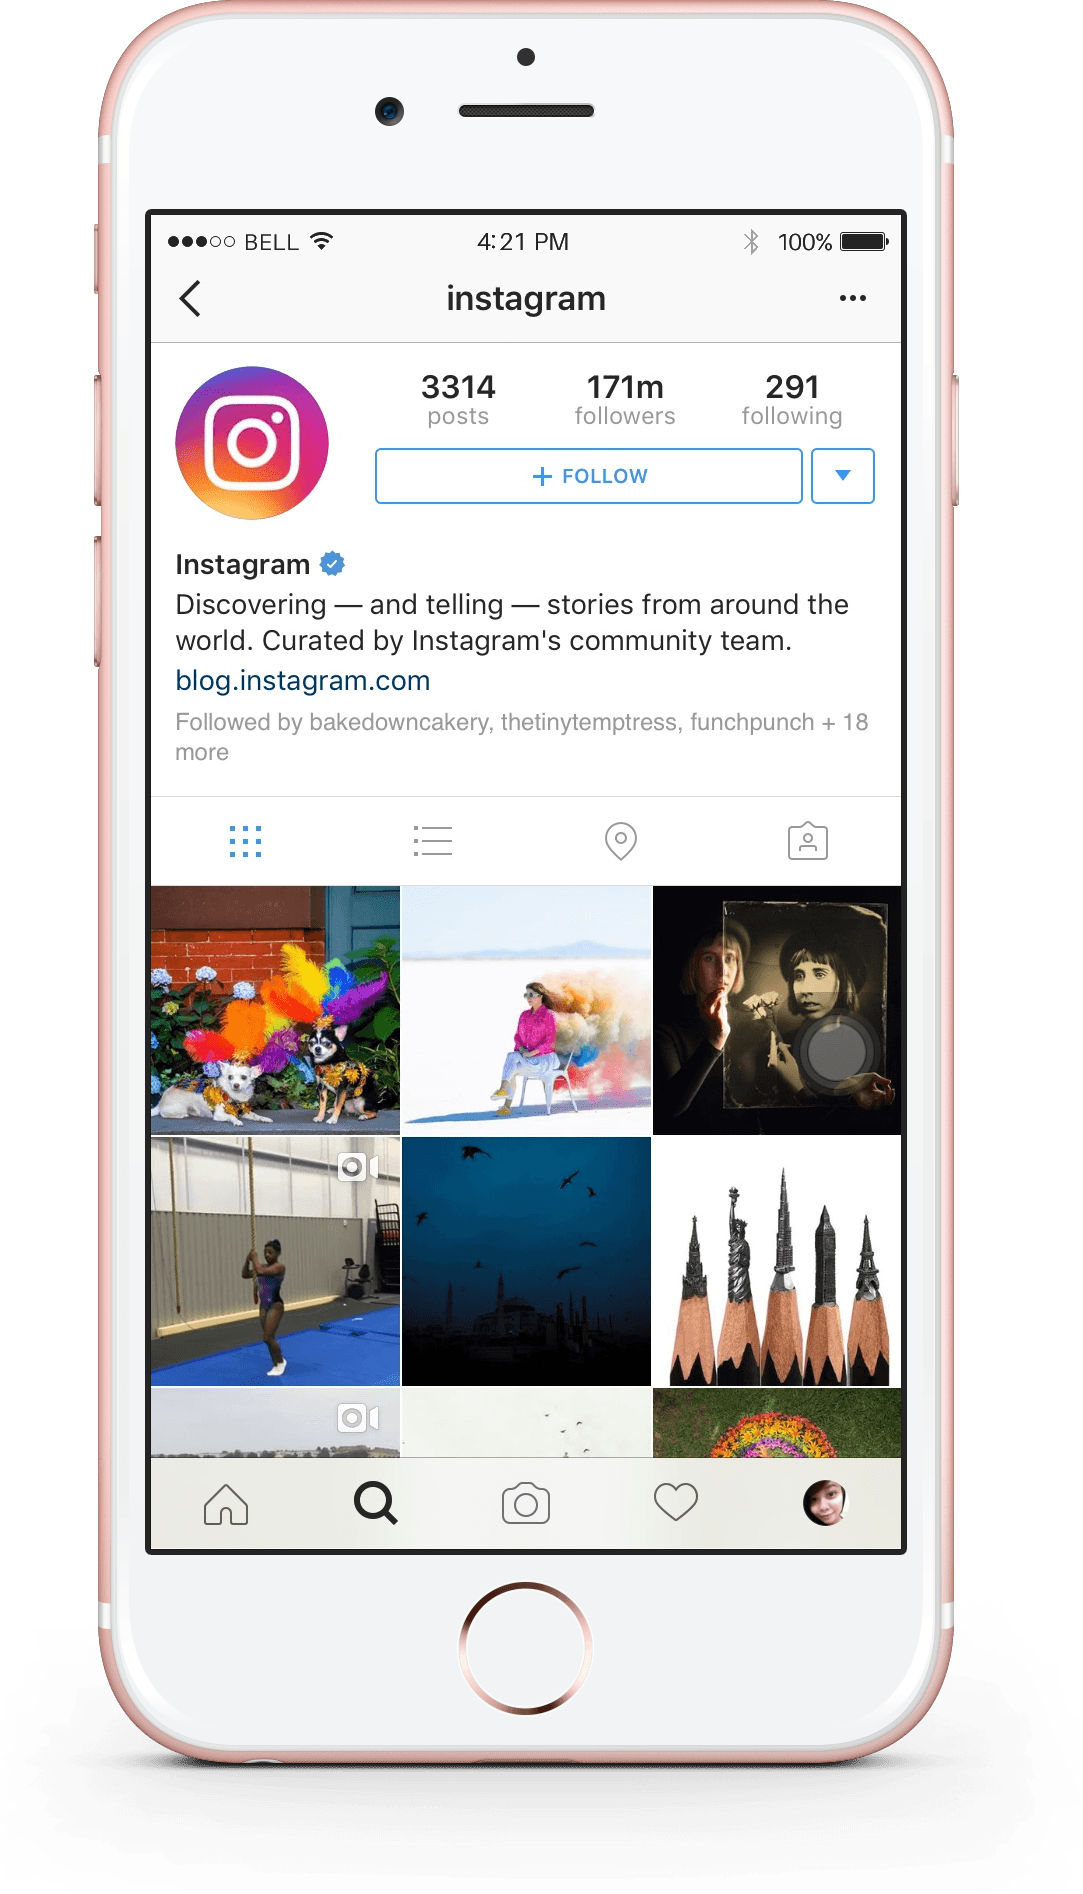 BELL
4:21 PM
100%
instagram
3314
171m
291
posts
followers
following
+ FOLLOW
Instagram
Discovering — and telling — stories from around the
world. Curated by Instagram's community team.
blog.instagram.com
Followed by bakedowncakery, thetinytemptress, funchpunch + 18
more